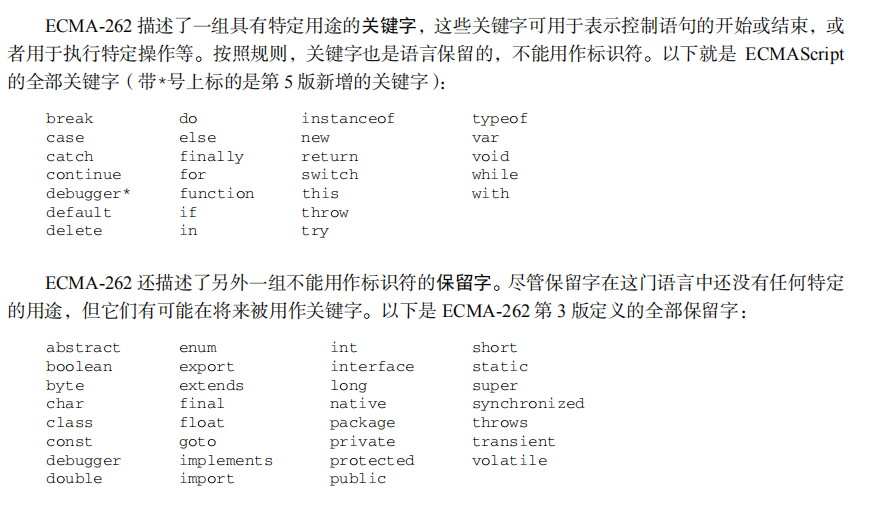 ECMA-262 描述了一组具有特定用途的关键字，这些关键字可用于表示控制语句的开始或结束，或
者用于执行特定操作等。按照规则，关键字也是语言保留的，不能用作标识符。以下就是 ECMAScript
的全部关键字（带*号上标的是第 5 版新增的关键字）：
break do instanceof typeof
case else new var
catch finally return void
continue for switch while
debugger* function this with
default if throw
delete in try
ECMA-262 还描述了另外一组不能用作标识符的保留字。尽管保留字在这门语言中还没有任何特定
的用途，但它们有可能在将来被用作关键字。以下是 ECMA-262 第 3 版定义的全部保留字：
abstract enum int short
boolean export interface static
byte extends long super
char final native synchronized
class float package throws
const goto private transient
debugger implements protected volatile
double import public